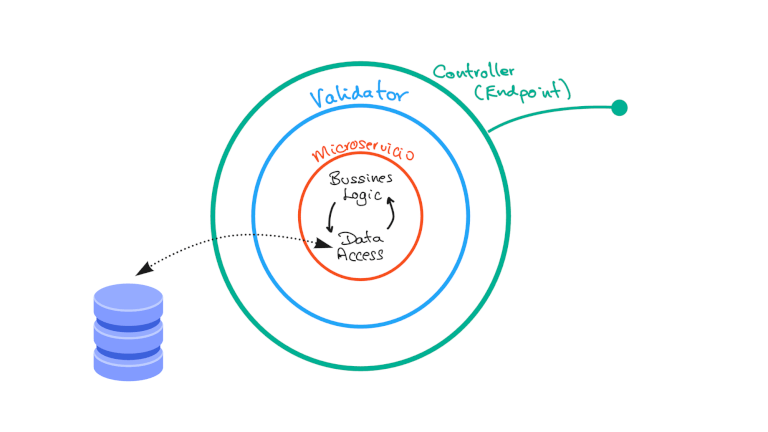 Controller
(Endpoint)
Validator
Microservicio
Bussines
Logic
Data
Access